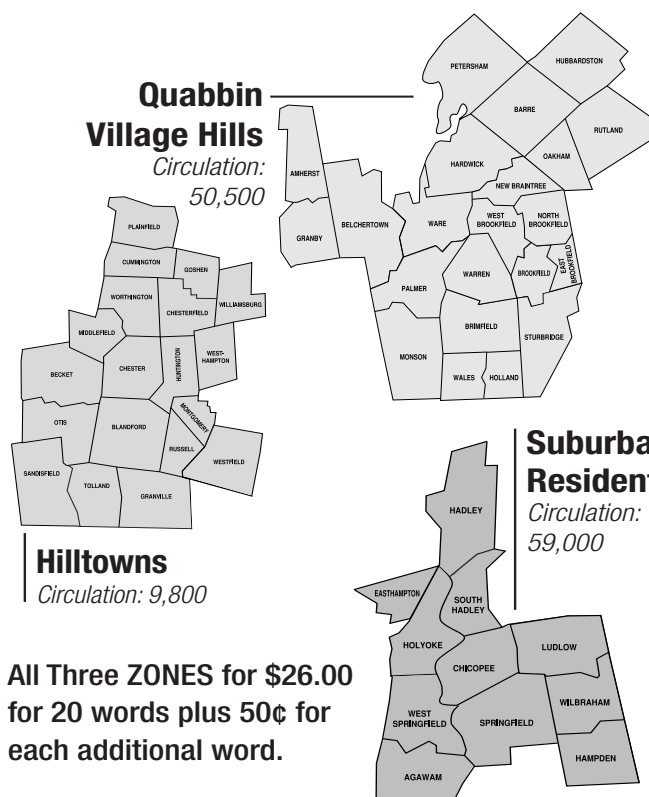 Quabbin
Village Hills
Circulation:
50,500
PETERSHAM
HUBBARDSTON
BARRE
RUTLAND
OAKHAM
HARDWICK
NEW BRAINTREE
AMHERST
BELCHERTOWN
GRANBY
WARE
WEST
BROOKFIELD
NORTH
BROOKFIELD
EAST
BROOKFIELD
BROOKFIELD
WARREN
PALMER
BRIMFIELD
STURBRIDGE
MONSON
WALES
HOLLAND
PLAINFIELD
CUMMINGTON
GOSHEN
WORTHINGTON
CHESTERFIELD
WILLIAMSBURG
MIDDLEFIELD
WEST-
HAMPTON
HUNTINGTON
CHESTER
BECKET
MONTGOMERY
OTIS
BLANDFORD
RUSSELL
WESTFIELD
SANDISFIELD
TOLLAND
GRANVILLE
Hilltowns
Circulation: 9,800
Suburba
Residen
Circulation:
59,000
HADLEY
EASTHAMPTON
SOUTH
HADLEY
HOLYOKE
CHICOPEE
LUDLOW
WEST
SPRINGFIELD
SPRINGFIELD
WILBRAHAM
HAMPDEN
AGAWAM
All Three ZONES for $26.00
for 20 words plus 50¢ for
each additional word.